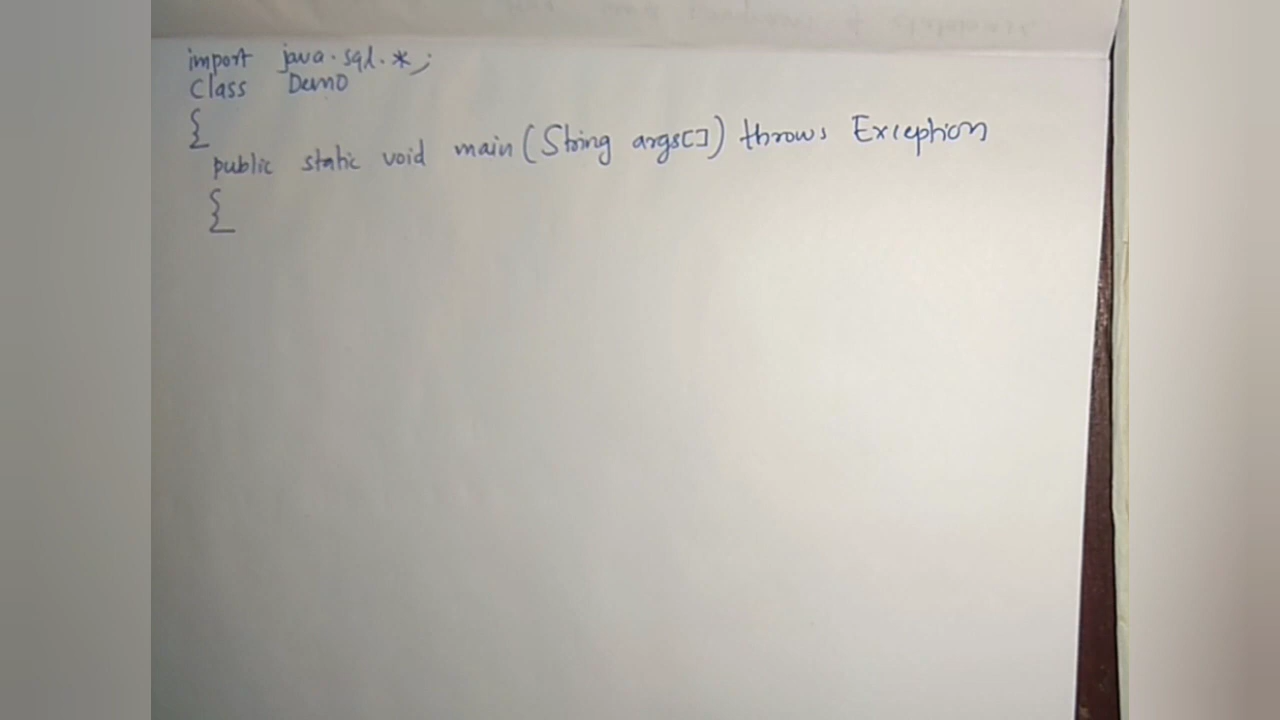 import java.sql.*;
Class Demo
{
public static void main(String args[]) throws Exception
{